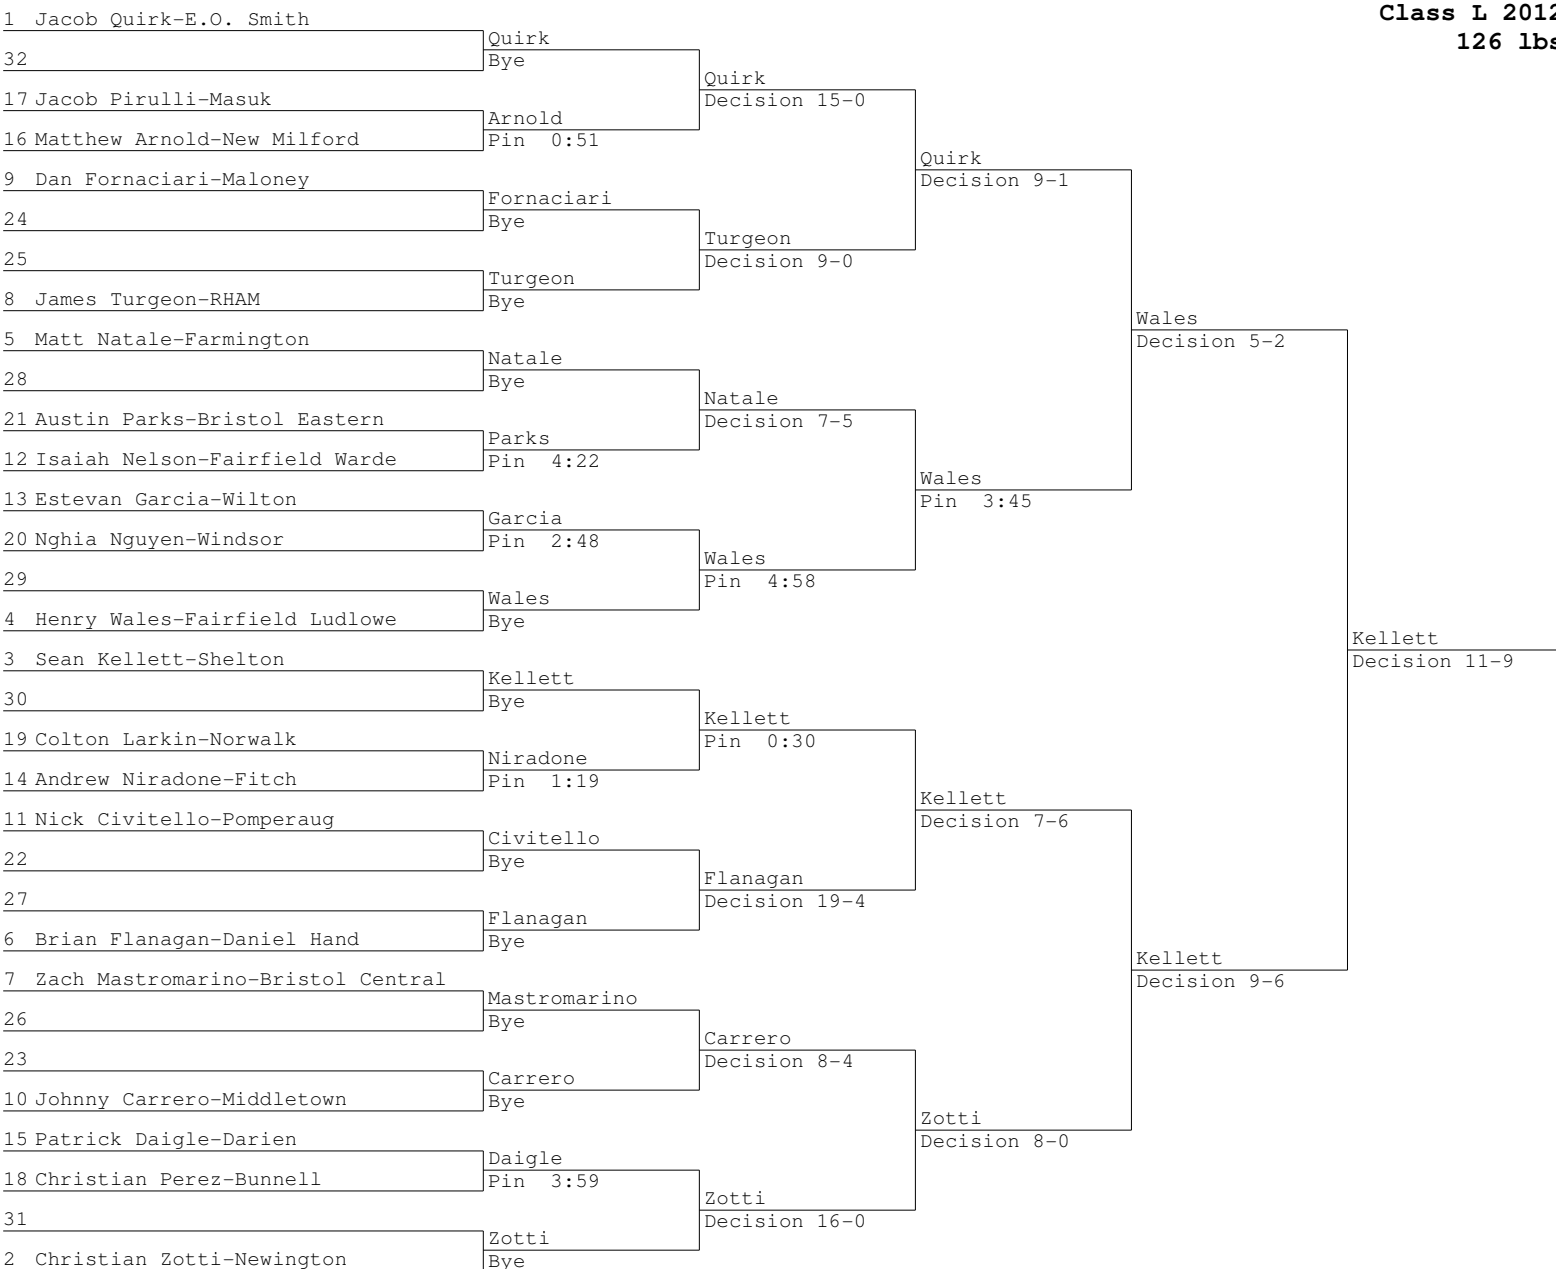 Class L 2012
126 lbs
1 Jacob Quirk-E.O. Smith
32
17 Jacob Pirulli-Masuk
16 Matthew Arnold-New Milford
9 Dan Fornaciari-Maloney
24
25
8 James Turgeon-RHAM
5 Matt Natale-Farmington
28
21 Austin Parks-Bristol Eastern
12 Isaiah Nelson-Fairfield Warde
13 Estevan Garcia-Wilton
20 Nghia Nguyen-Windsor
29
4 Henry Wales-Fairfield Ludlowe
3 Sean Kellett-Shelton
30
19 Colton Larkin-Norwalk
14 Andrew Niradone-Fitch
11 Nick Civitello-Pomperaug
22
27
6 Brian Flanagan-Daniel Hand
7 Zach Mastromarino-Bristol Central
26
23
10 Johnny Carrero-Middletown
15 Patrick Daigle-Darien
18 Christian Perez-Bunnell
31
2 Christian Zotti-Newington
Quirk
Bye
Arnold
Pin 0:51
Fornaciari
Bye
Turgeon
Bye
Natale
Bye
Parks
Pin 4:22
Garcia
Pin 2:48
Wales
Bye
Kellett
Bye
Niradone
Pin 1:19
Civitello
Bye
Flanagan
Bye
Mastromarino
Bye
Carrero
Bye
Daigle
Pin 3:59
Zotti
Bye
Quirk
Decision 15-0
Turgeon
Decision 9-0
Natale
Decision 7-5
Wales
Pin 4:58
Kellett
Pin 0:30
Flanagan
Decision 19-4
Carrero
Decision 8-4
Zotti
Decision 16-0
Quirk
Decision 9-1
Wales
Pin 3:45
Kellett
Decision 7-6
Zotti
Decision 8-0
Wales
Decision 5-2
Kellett
Decision 9-6
Kellett
Decision 11-9